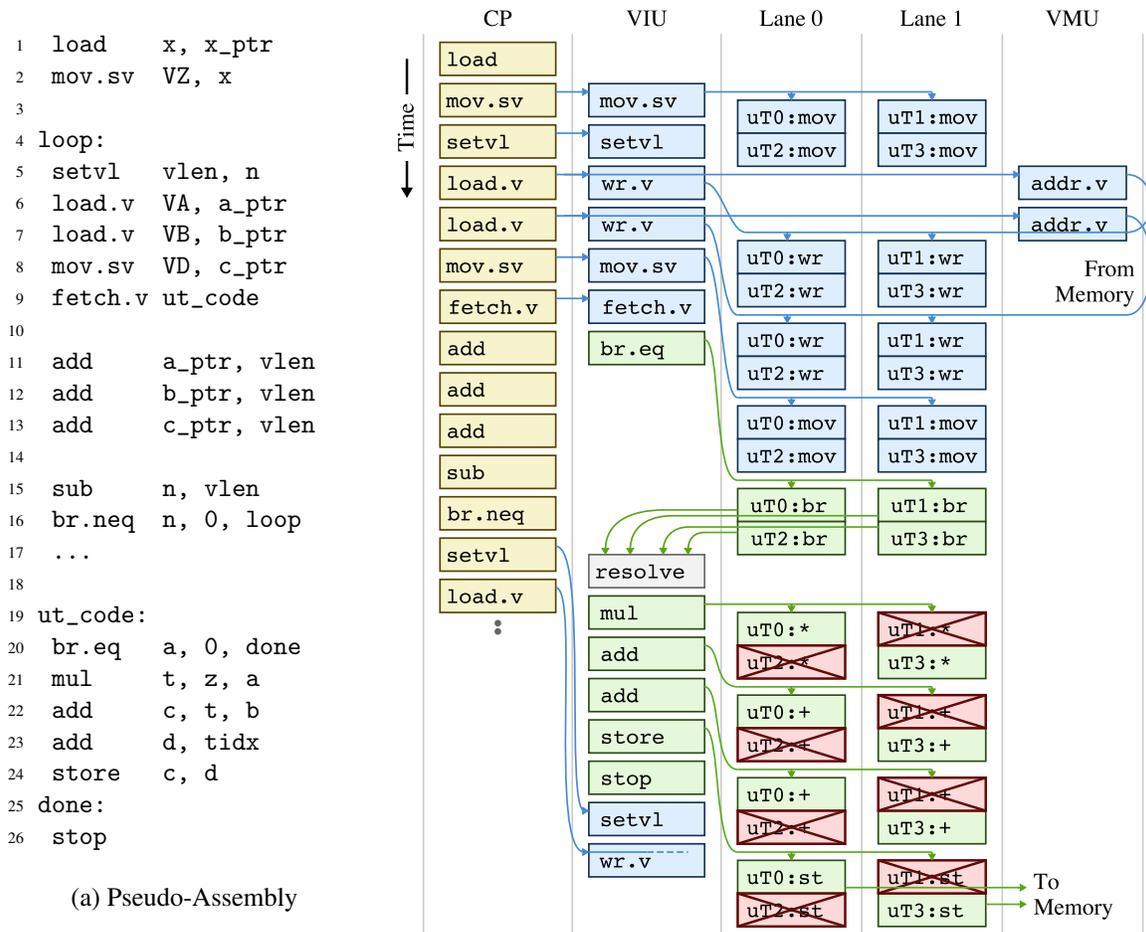 1 load x, x_ptr
2 mov.sv VZ, x
3
4 loop:
5 setvl vlen, n
6 load.v VA, a_ptr
7 load.v VB, b_ptr
8 mov.sv VD, c_ptr
9 fetch.v ut_code
10
11 add a_ptr, vlen
12 add b_ptr, vlen
13 add c_ptr, vlen
14
15 sub n, vlen
16 br.neq n, 0, loop
17 ...
18
19 ut_code:
20 br.eq a, 0, done
21 mul t, z, a
22 add c, t, b
23 add d, tidx
24 store c, d
25 done:
26 stop
(a) Pseudo-Assembly
Time
CP
load
mov.sv
setvl
load.v
load.v
mov.sv
fetch.v
add
add
add
sub
br.neq
setvl
load.v
VIU
mov.sv
setvl
wr.v
wr.v
mov.sv
fetch.v
br.eq
resolve
mul
add
add
store
stop
setvl
wr.v
Lane 0
uT0:mov
uT2:mov
uT0:wr
uT2:wr
uT0:wr
uT2:wr
uT0:mov
uT2:mov
uT0:br
uT2:br
uT0:*
uT2:*
uT0:+
uT2:+
uT0:+
uT2:+
uT0:st
uT2:st
Lane 1
uT1:mov
uT3:mov
uT1:wr
uT3:wr
uT1:wr
uT3:wr
uT1:mov
uT3:mov
uT1:br
uT3:br
uT1:*
uT3:*
uT1:+
uT3:+
uT1:+
uT3:+
uT1:st
uT3:st
VMU
addr.v
addr.v
From
Memory
To
Memory